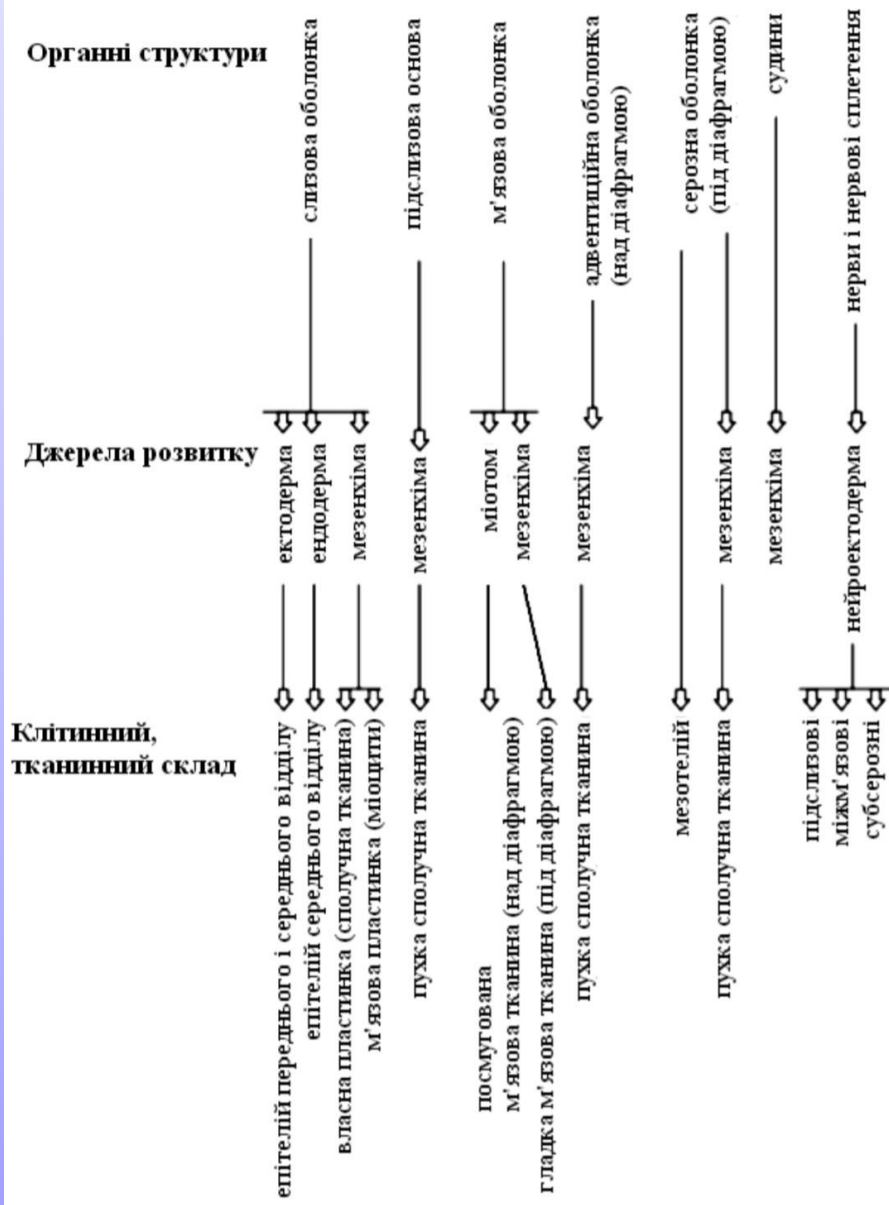 Органні структури
слизова оболонка
підслизова основа
м'язова оболонка
адвентиційна оболонка
(над діафрагмою)
серозна оболонка
(під діафрагмою)
судини
нерви і нервові сплетення
Джерела розвитку
ектодерма
ендодерма
мезенхіма
мезенхіма
міотом
мезенхіма
мезенхіма
мезенхіма
мезенхіма
нейроектодерма
Клітинний,
тканинний склад
епітелій переднього і середнього відділу
епітелій середнього відділу
власна пластинка (сполучна тканина)
м'язова пластинка (міоцити)
пухка сполучна тканина
посмугована
м'язова тканина (над діафрагмою)
гладка м'язова тканина (під діафрагмою)
пухка сполучна тканина
мезотелій
пухка сполучна тканина
підслизові
міжм'язові
субсерозні